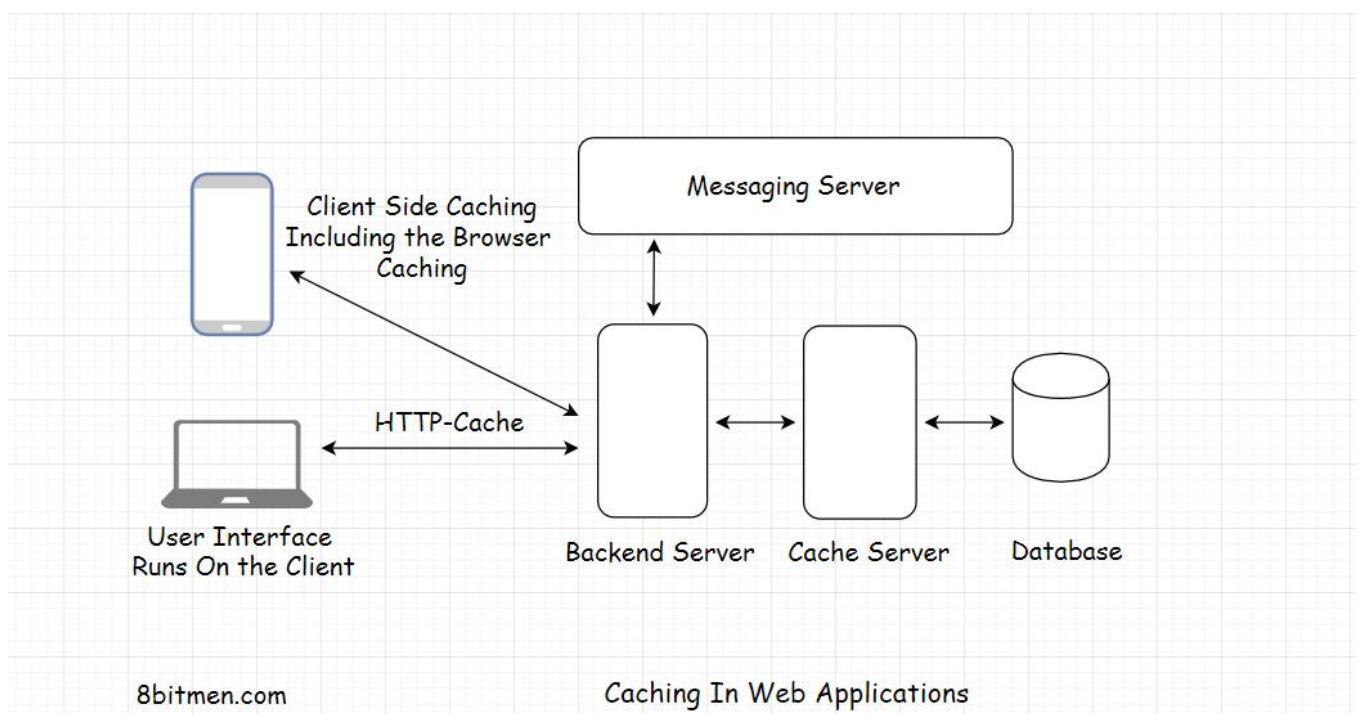 Messaging Server
Client Side Caching
Including the Browser
Caching
HTTP-Cache
User Interface
Runs On the Client
Backend Server
Cache Server
Database
8bitmen.com
Caching In Web Applications